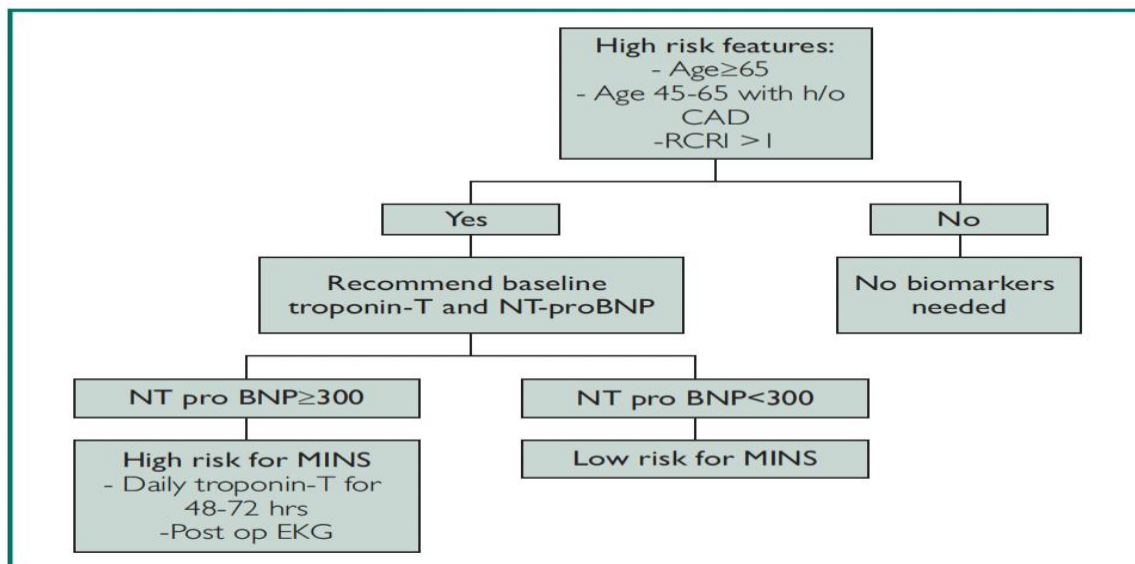 High risk features:
- Age≥65
- Age 45-65 with h/o
CAD
-RCRI >1
Yes
No
Recommend baseline
troponin-T and NT-proBNP
No biomarkers
needed
NT pro BNP≥300
NT pro BNP<300
High risk for MINS
- Daily troponin-T for
48-72 hrs
-Post op EKG
Low risk for MINS